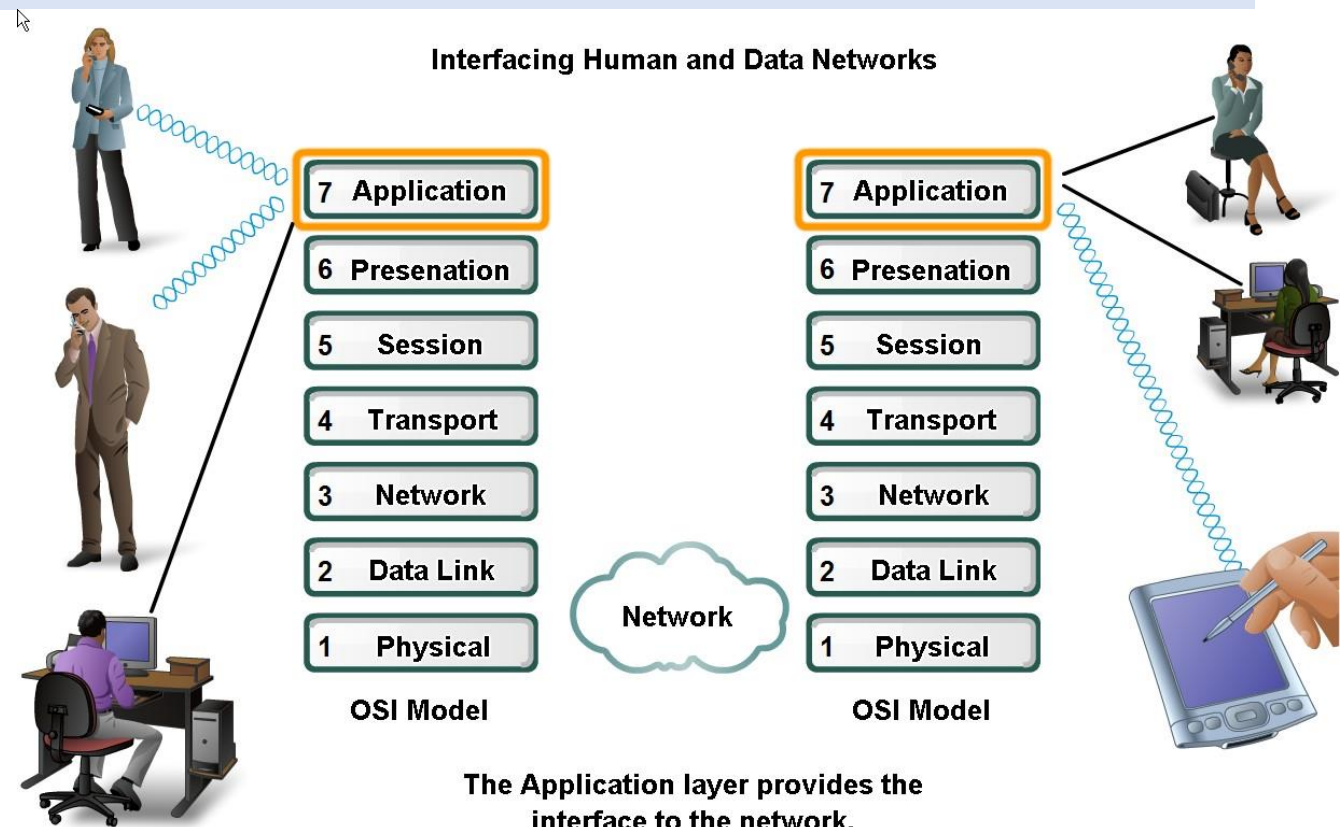 Interfacing Human and Data Networks
7 Application
6 Presenation
5 Session
4 Transport
3 Network
2 Data Link
1 Physical
OSI Model
Network
7 Application
6 Presenation
5 Session
4 Transport
3 Network
2 Data Link
1 Physical
OSI Model
The Application layer provides the
interface to the network.